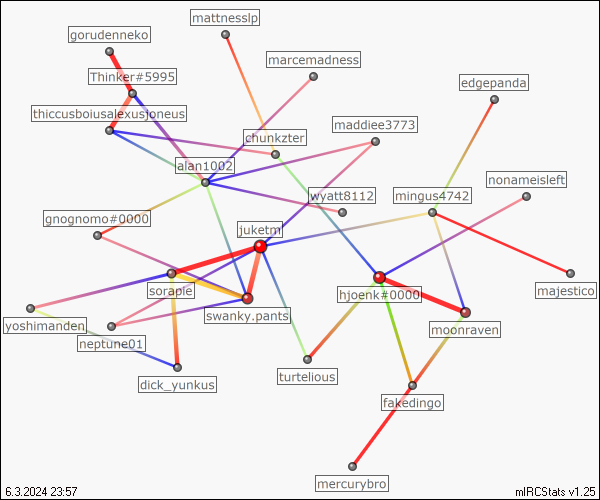 mattnesslp
gorudenneko
marcemadness
Thinker#5995
edgepanda
thiccusboiusalexusjoneus
maddiee3773
chunkzter
alan1002
nonameisleft
wyatt8112
mingus4742
gnognomo#0000
juketm
sorapie
hjoenk#0000
majestico
swanky.pants
yoshimanden
moonraven
neptune01
turtelious
dick_yunkus
fakedingo
mercurybro
6.3.2024 23:57
mIRCStats v1.25